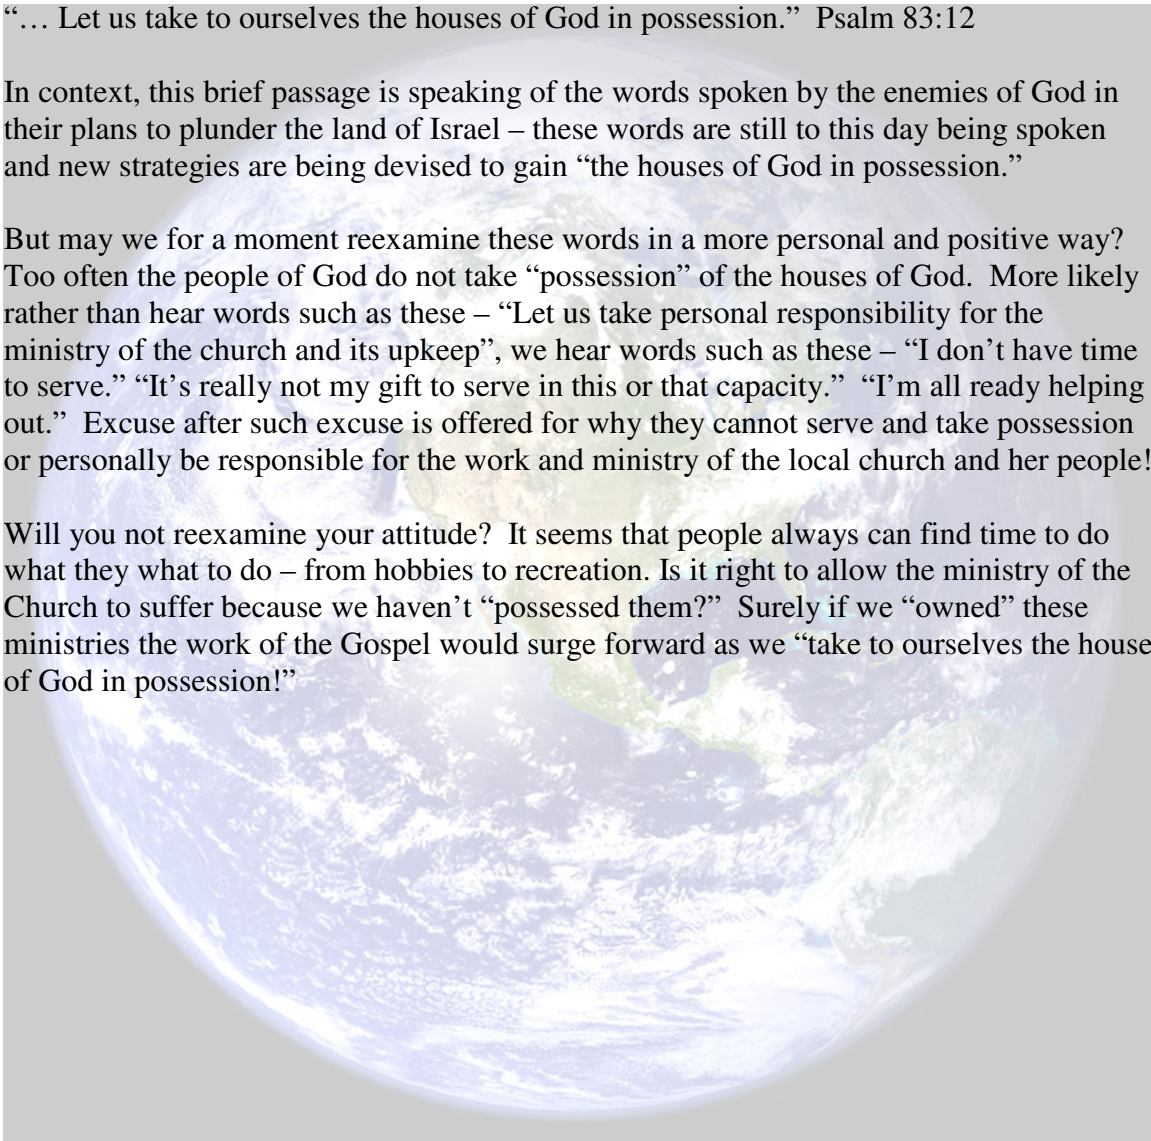 “… Let us take to ourselves the houses of God in possession.”  Psalm 83:12
In context, this brief passage is speaking of the words spoken by the enemies of God in
their plans to plunder the land of Israel – these words are still to this day being spoken
and new strategies are being devised to gain “the houses of God in possession.”
But may we for a moment reexamine these words in a more personal and positive way?
Too often the people of God do not take “possession” of the houses of God.  More likely
rather than hear words such as these – “Let us take personal responsibility for the
ministry of the church and its upkeep”, we hear words such as these – “I don’t have time
to serve.” “It’s really not my gift to serve in this or that capacity.”  “I’m all ready helping
out.”  Excuse after such excuse is offered for why they cannot serve and take possession
or personally be responsible for the work and ministry of the local church and her people!
Will you not reexamine your attitude?  It seems that people always can find time to do
what they what to do – from hobbies to recreation. Is it right to allow the ministry of the
Church to suffer because we haven’t “possessed them?”  Surely if we “owned” these
ministries the work of the Gospel would surge forward as we “take to ourselves the house
of God in possession!”